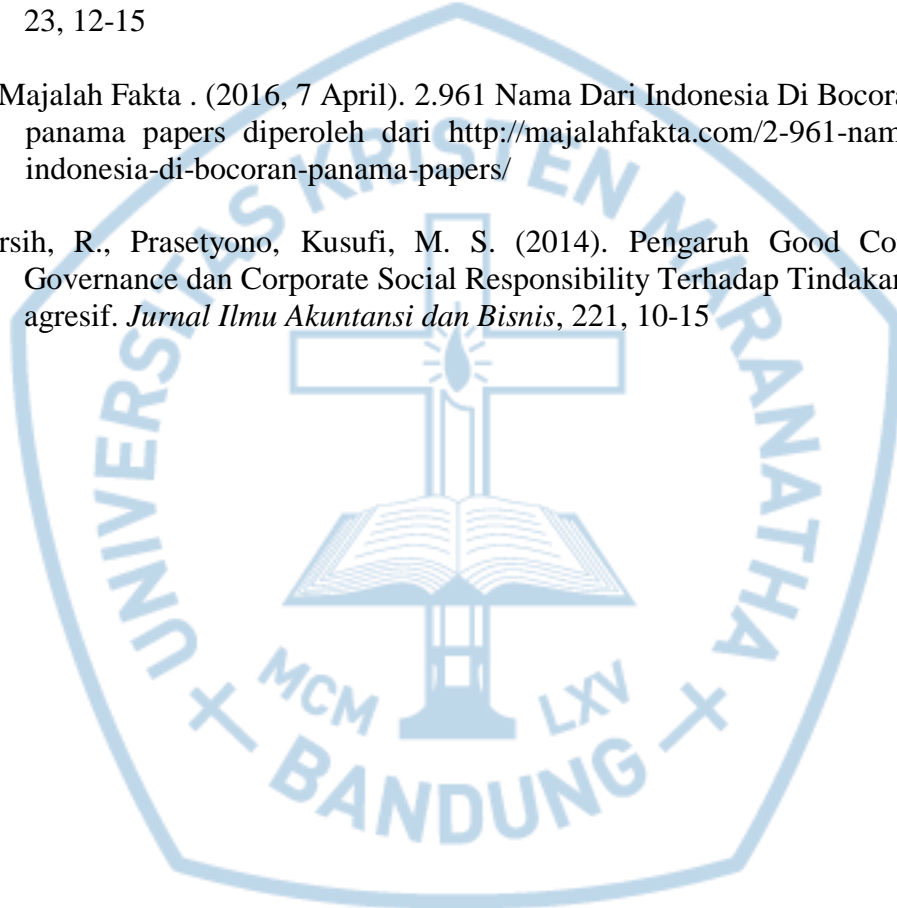 23, 12-15
Majalah Fakta . (2016, 7 April). 2.961 Nama Dari Indonesia Di
panama papers diperoleh dari http://majalahfakta.com/2-961-nam
indonesia-di-bocoran-panama-papers/
rsih, R., Prasetyono, Kusufi, M. S. (2014). Pengaruh Good
Governance dan Corporate Social Responsibility Terhadap Tindakan
agresif. Jurnal Ilmu Akuntansi dan Bisnis, 221, 10-15
UNIVERSITAS KRISTEN MARANATHA
MCM LXV
BANDUNG